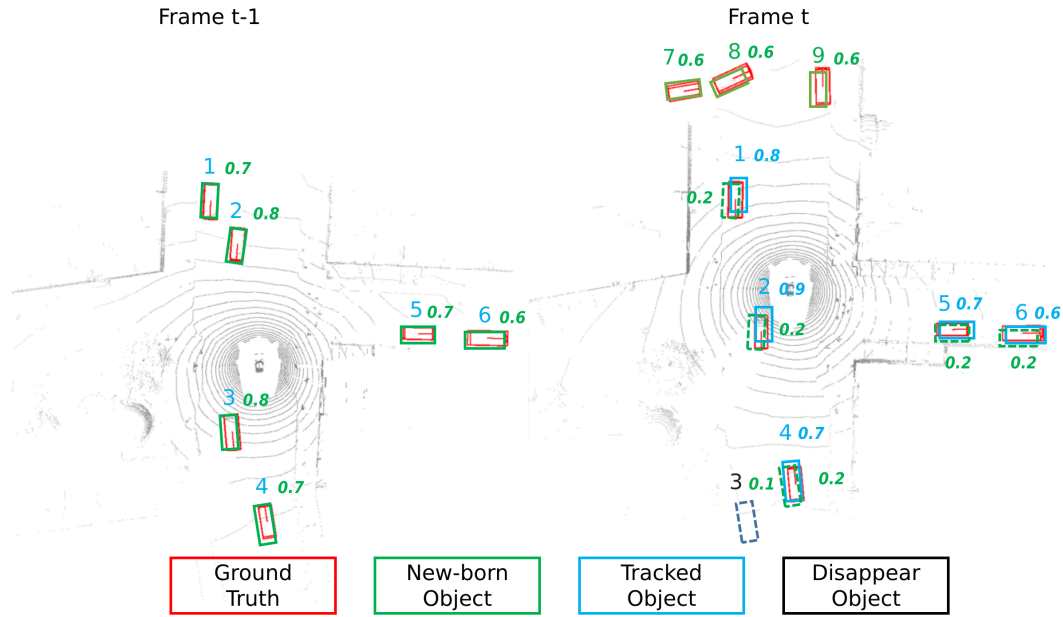 Frame t-1
Frame t
1 0.7
2 0.8
5 0.7
6 0.6
3 0.8
4 0.7
7 0.6
8 0.6
9 0.6
1 0.8
0.2
2 0.9
0.2
5 0.7
6 0.6
0.2
0.2
4 0.7
3 0.1
0.2
Ground
Truth
New-born
Object
Tracked
Object
Disappear
Object